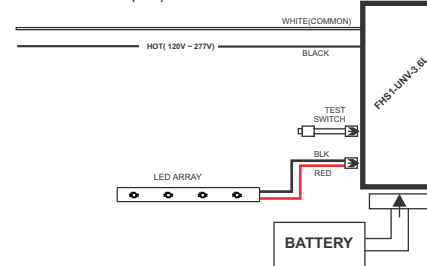 WHITE(COMMON)
HOT( 120V ~ 277V)
BLACK
FHS1-UNV-3.6L
TEST
SWITCH
BLK
RED
LED ARRAY
BATTERY